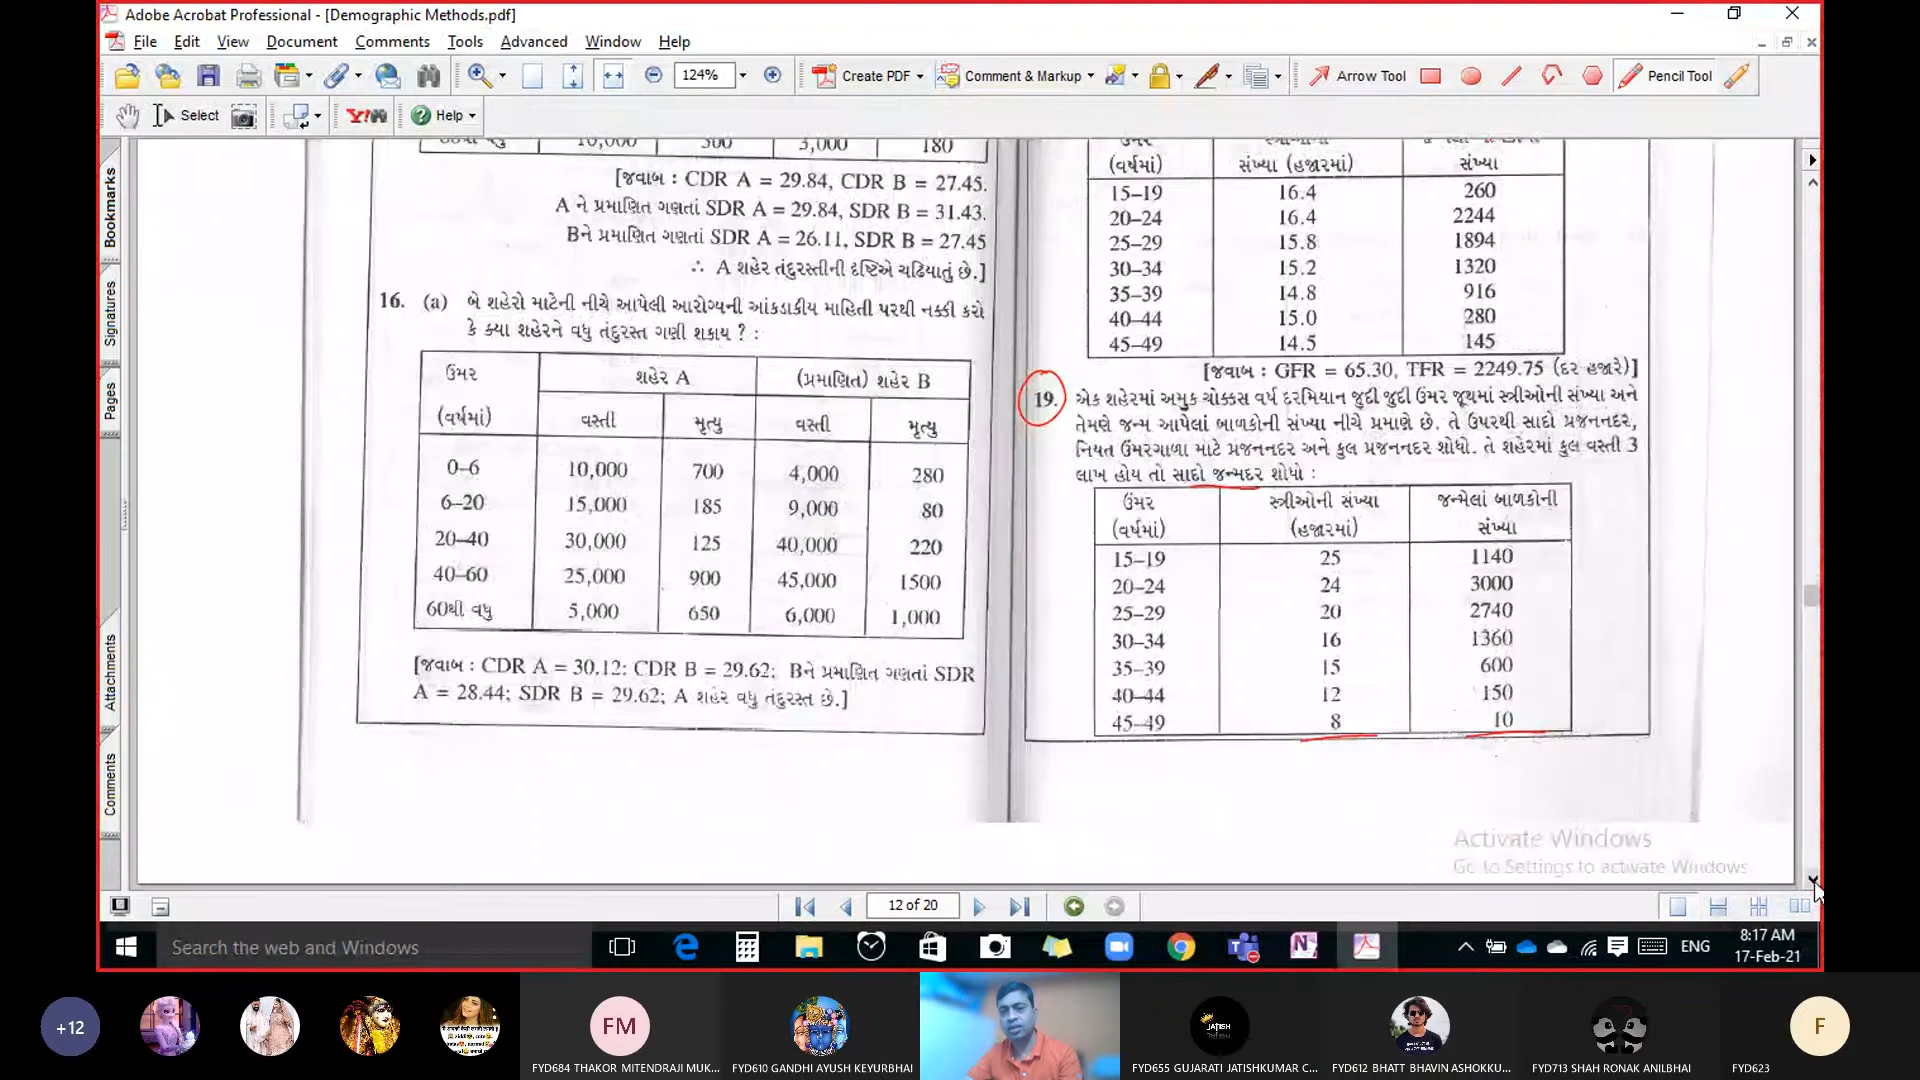 Adobe Acrobat Professional - [Demographic Methods.pdf]
File Edit View Document Comments Tools Advanced Window Help
124% Create PDF Comment & Markup Arrow Tool Pencil Tool
Select Y! Help
Bookmarks
Signatures
Pages
Attachments
Comments
10,000 500 3,000 180
[જવાબ : CDR A = 29.84, CDR B = 27.45.
A ને પ્રમાણિત ગણતાં SDR A = 29.84, SDR B = 31.43.
Bને પ્રમાણિત ગણતાં SDR A = 26.11, SDR B = 27.45
∴ A શહેર તંદુરસ્તીની દૃષ્ટિએ ચઢિયાતું છે.]
16. (a) બે શહેરો માટેની નીચે આપેલી આરોગ્યની આંકડાકીય માહિતી પરથી નક્કી કરો
કે ક્યા શહેરને વધુ તંદુરસ્ત ગણી શકાય ? :
ઉંમર શહેર A (પ્રમાણિત) શહેર B
(વર્ષમાં) વસ્તી મૃત્યુ વસ્તી મૃત્યુ
0–6 10,000 700 4,000 280
6–20 15,000 185 9,000 80
20–40 30,000 125 40,000 220
40–60 25,000 900 45,000 1500
60થી વધુ 5,000 650 6,000 1,000
[જવાબ : CDR A = 30.12: CDR B = 29.62; Bને પ્રમાણિત ગણતાં SDR
A = 28.44; SDR B = 29.62; A શહેર વધુ તંદુરસ્ત છે.]
(વર્ષમાં) સંખ્યા (હજારમાં) સંખ્યા
15–19 16.4 260
20–24 16.4 2244
25–29 15.8 1894
30–34 15.2 1320
35–39 14.8 916
40–44 15.0 280
45–49 14.5 145
[જવાબ : GFR = 65.30, TFR = 2249.75 (દર હજારે)]
19. એક શહેરમાં અમુક ચોક્કસ વર્ષ દરમિયાન જુદી જુદી ઉંમર જૂથમાં સ્ત્રીઓની સંખ્યા અને
તેમણે જન્મ આપેલાં બાળકોની સંખ્યા નીચે પ્રમાણે છે. તે ઉપરથી સાદો પ્રજનનદર,
નિયત ઉંમરગાળા માટે પ્રજનનદર અને કુલ પ્રજનનદર શોધો. તે શહેરમાં કુલ વસ્તી 3
લાખ હોય તો સાદો જન્મદર શોધો :
ઉંમર સ્ત્રીઓની સંખ્યા જન્મેલાં બાળકોની
(વર્ષમાં) (હજારમાં) સંખ્યા
15–19 25 1140
20–24 24 3000
25–29 20 2740
30–34 16 1360
35–39 15 600
40–44 12 150
45–49 8 10
Activate Windows
Go to Settings to activate Windows
12 of 20
Search the web and Windows
ENG
8:17 AM
17-Feb-21
+12
FM
JATISH
F
FYD684 THAKOR MITENDRAJI MUK...
FYD610 GANDHI AYUSH KEYURBHAI
FYD655 GUJARATI JATISHKUMAR C...
FYD612 BHATT BHAVIN ASHOKKU...
FYD713 SHAH RONAK ANILBHAI
FYD623